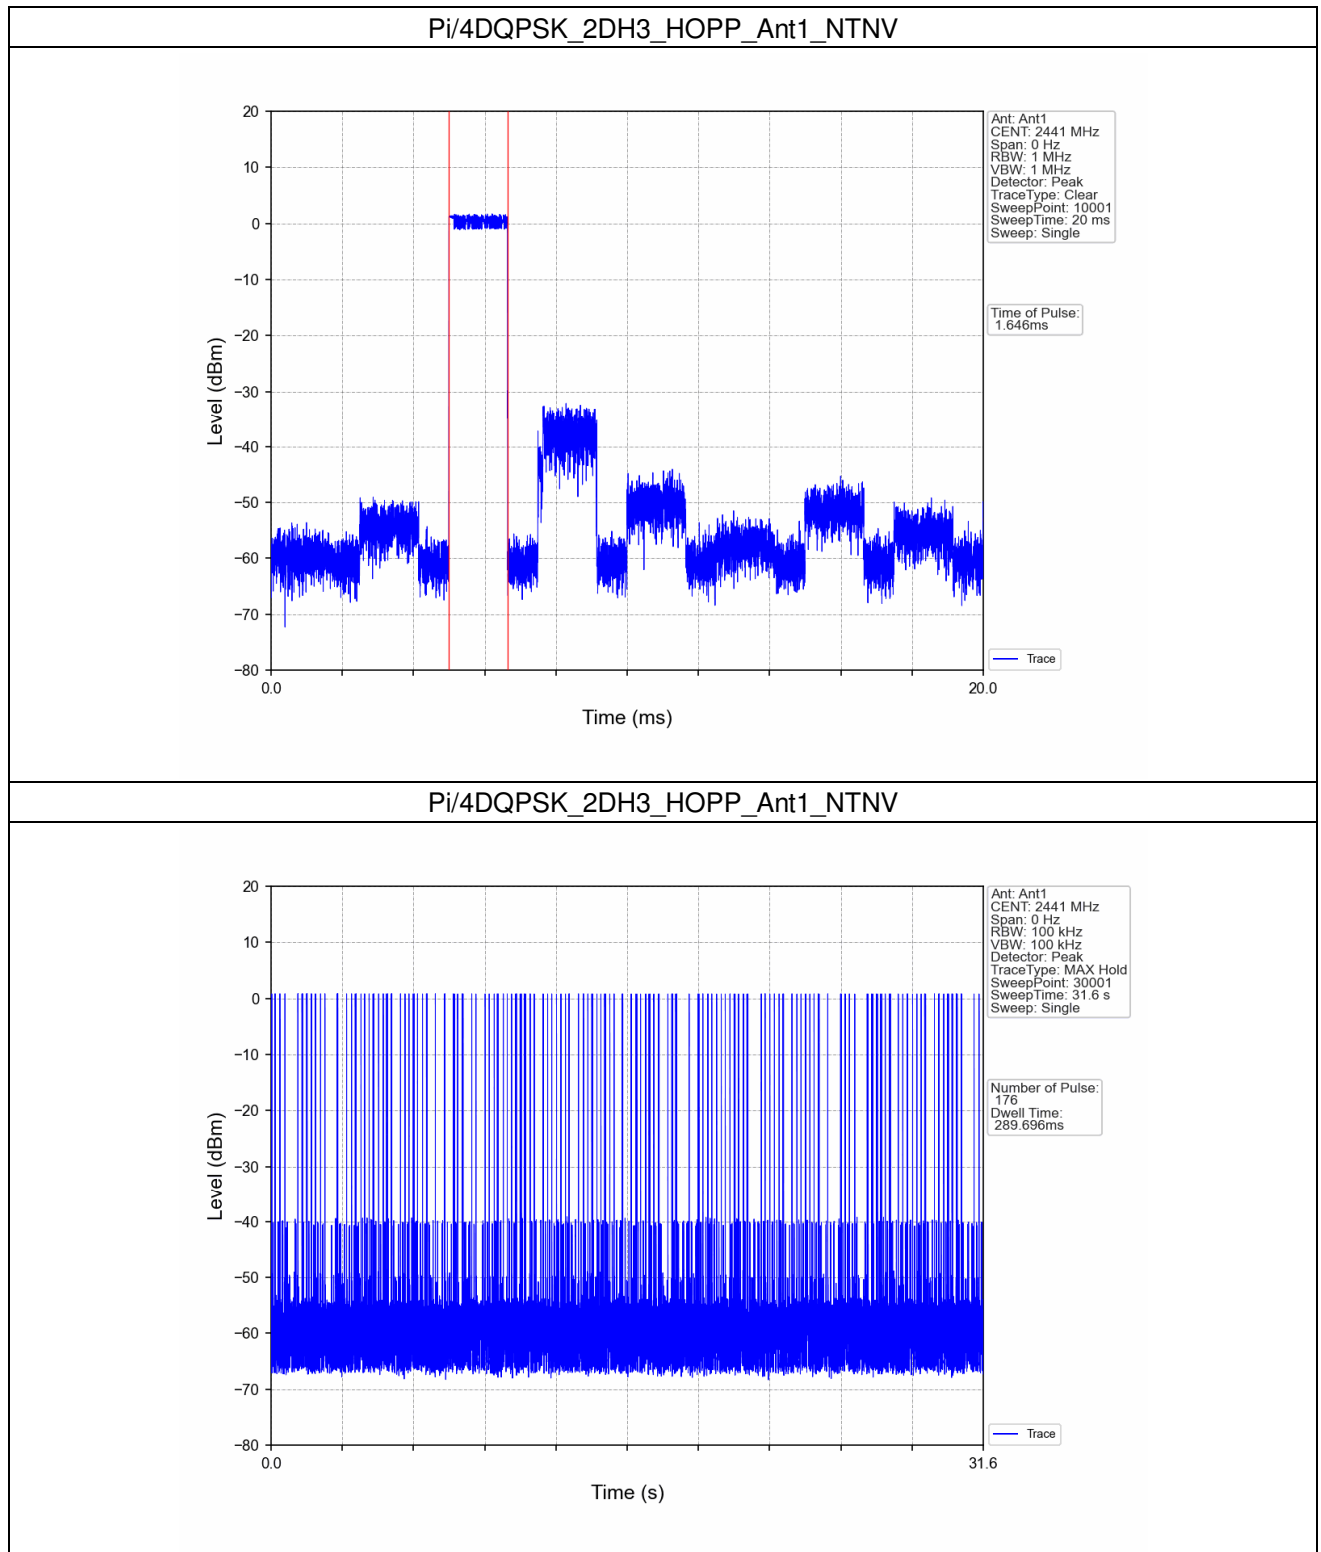 Pi/4DQPSK_2DH3_HOPP_Ant1_NTNV
20
10
0
−10
−20
−30
−40
−50
−60
−70
−80
Level (dBm)
0.0
20.0
Time (ms)
Ant: Ant1
CENT: 2441 MHz
Span: 0 Hz
RBW: 1 MHz
VBW: 1 MHz
Detector: Peak
TraceType: Clear
SweepPoint: 10001
SweepTime: 20 ms
Sweep: Single
Time of Pulse:
1.646ms
Trace
Pi/4DQPSK_2DH3_HOPP_Ant1_NTNV
20
10
0
−10
−20
−30
−40
−50
−60
−70
−80
Level (dBm)
0.0
31.6
Time (s)
Ant: Ant1
CENT: 2441 MHz
Span: 0 Hz
RBW: 100 kHz
VBW: 100 kHz
Detector: Peak
TraceType: MAX Hold
SweepPoint: 30001
SweepTime: 31.6 s
Sweep: Single
Number of Pulse:
176
Dwell Time:
289.696ms
Trace